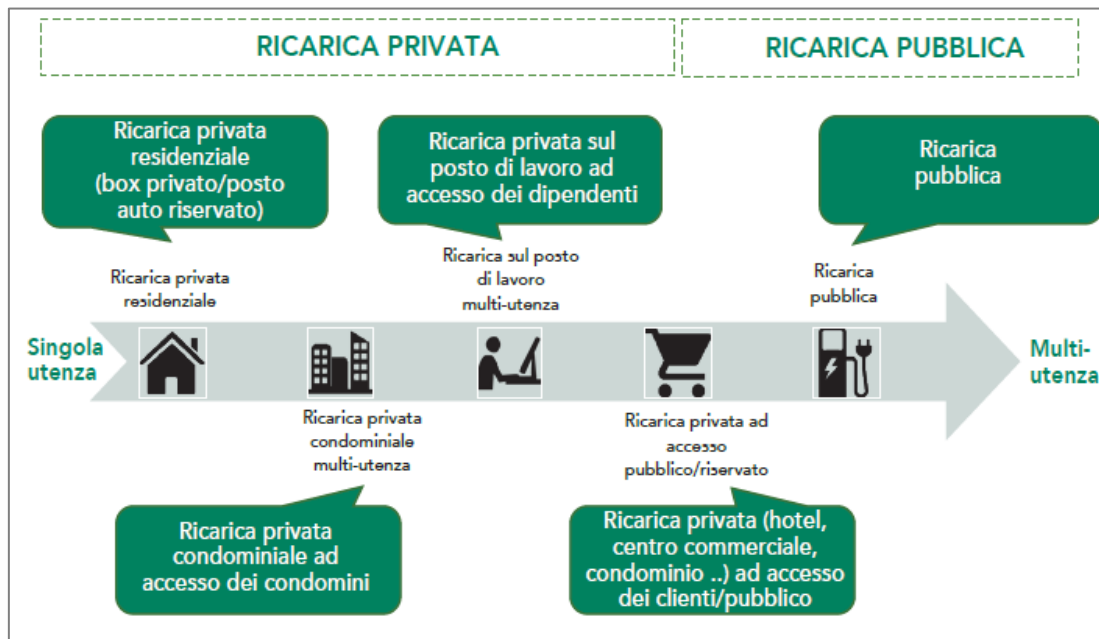 RICARICA PRIVATA
RICARICA PUBBLICA
Ricarica privata
residenziale
(box privato/posto
auto riservato)
Ricarica privata sul
posto di lavoro ad
accesso dei dipendenti
Ricarica
pubblica
Ricarica privata
residenziale
Ricarica sul posto
di lavoro
multi-utenza
Ricarica
pubblica
Singola
utenza
Multi-
utenza
Ricarica privata
condominiale
multi-utenza
Ricarica privata ad
accesso
pubblico/riservato
Ricarica privata
condominiale ad
accesso dei condomini
Ricarica privata (hotel,
centro commerciale,
condominio ..) ad accesso
dei clienti/pubblico